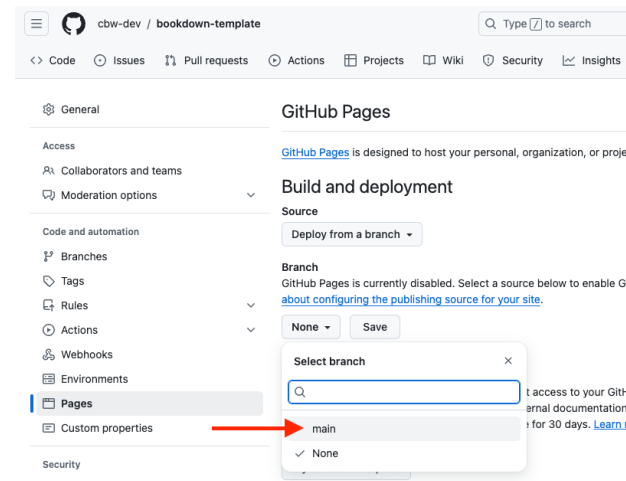 cbw-dev / bookdown-template
Type / to search
Code Issues Pull requests Actions Projects Wiki Security Insights
General
Access
Collaborators and teams
Moderation options
Code and automation
Branches
Tags
Rules
Actions
Webhooks
Environments
Pages
Custom properties
Security
GitHub Pages
GitHub Pages is designed to host your personal, organization, or proje
Build and deployment
Source
Deploy from a branch
Branch
GitHub Pages is currently disabled. Select a source below to enable G
about configuring the publishing source for your site.
None Save
Select branch
main
None
t access to your GitH
ernal documentation
for 30 days. Learn